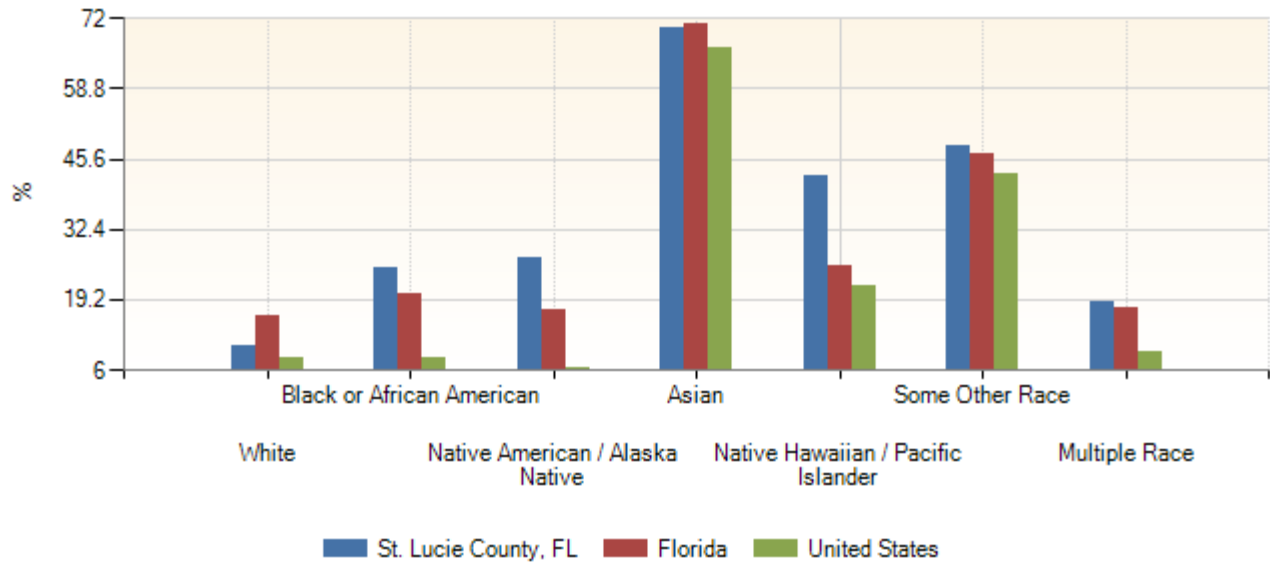 72
58.8
45.6
32.4
19.2
6
%
Black or African American
Asian
Some Other Race
White
Native American / Alaska
Native
Native Hawaiian / Pacific
Islander
Multiple Race
St. Lucie County, FL
Florida
United States